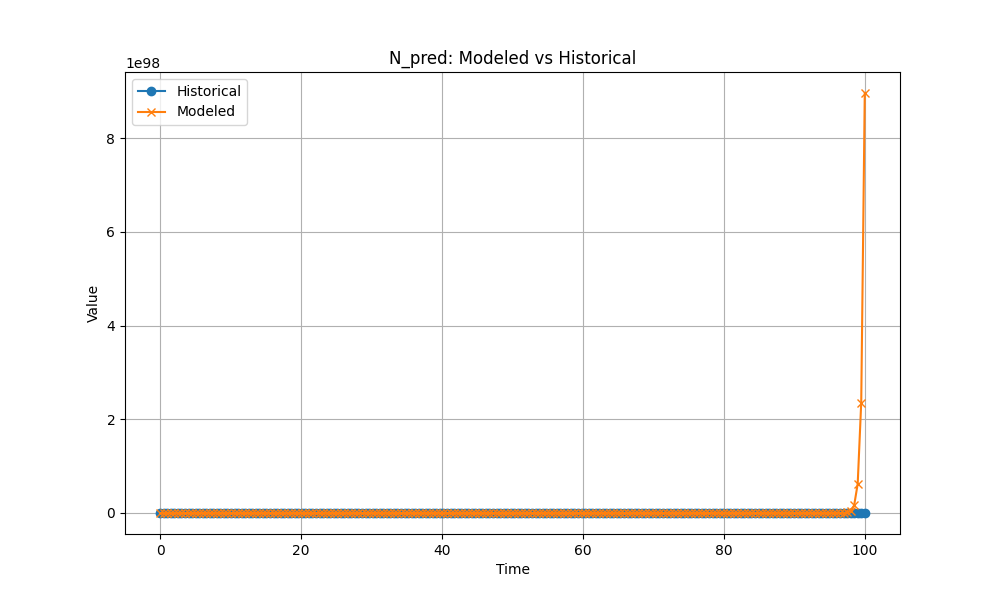 N_pred: Modeled vs Historical
1e98
Historical
Modeled
8
6
4
2
0
Value
0 20 40 60 80 100
Time